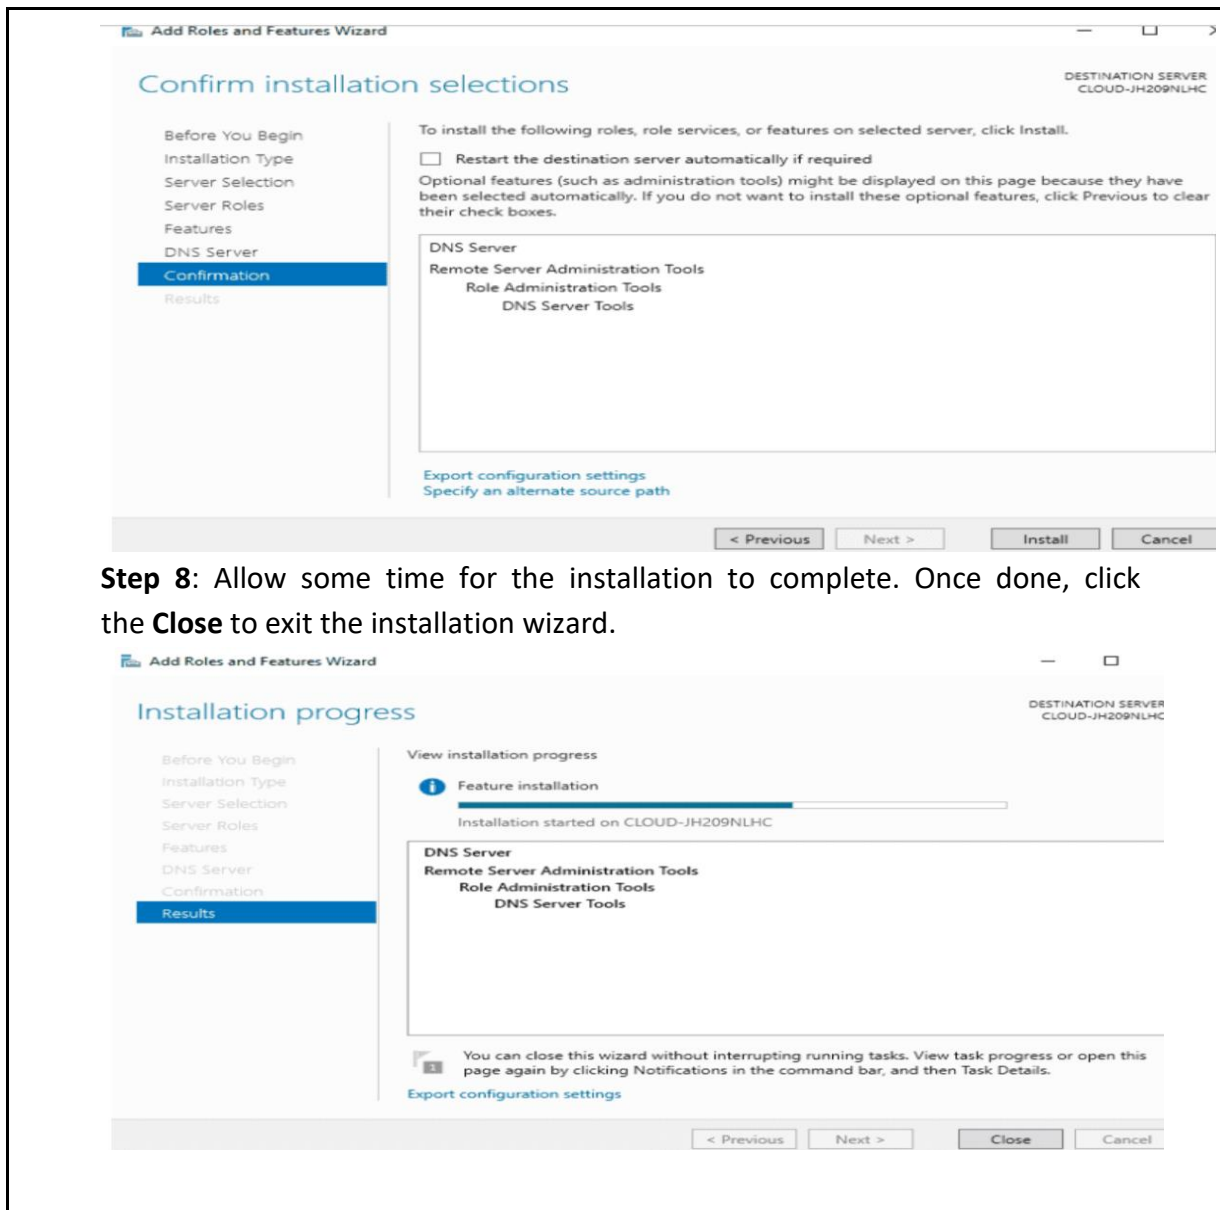 Add Roles and Features Wizard
Confirm installation selections
DESTINATION SERVER
CLOUD-JH209NLHC
Before You Begin
Installation Type
Server Selection
Server Roles
Features
DNS Server
Confirmation
Results
To install the following roles, role services, or features on selected server, click Install.
Restart the destination server automatically if required
Optional features (such as administration tools) might be displayed on this page because they have
been selected automatically. If you do not want to install these optional features, click Previous to clear
their check boxes.
DNS Server
Remote Server Administration Tools
Role Administration Tools
DNS Server Tools
Export configuration settings
Specify an alternate source path
< Previous Next > Install Cancel
Step 8: Allow some time for the installation to complete. Once done, click
the Close to exit the installation wizard.
Add Roles and Features Wizard
Installation progress
DESTINATION SERVER
CLOUD-JH209NLHC
Before You Begin
Installation Type
Server Selection
Server Roles
Features
DNS Server
Confirmation
Results
View installation progress
Feature installation
Installation started on CLOUD-JH209NLHC
DNS Server
Remote Server Administration Tools
Role Administration Tools
DNS Server Tools
You can close this wizard without interrupting running tasks. View task progress or open this
page again by clicking Notifications in the command bar, and then Task Details.
Export configuration settings
< Previous Next > Close Cancel